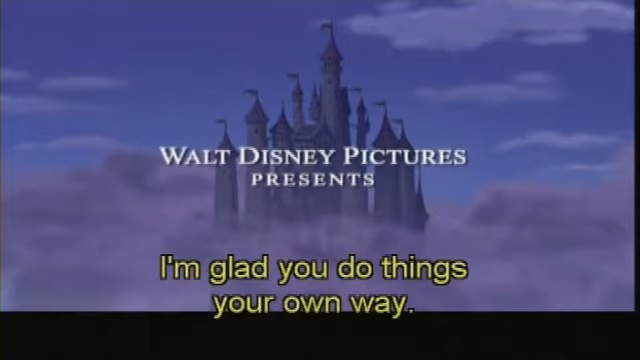 WALT DISNEY PICTURES
PRESENTS
I'm glad you do things
your own way.